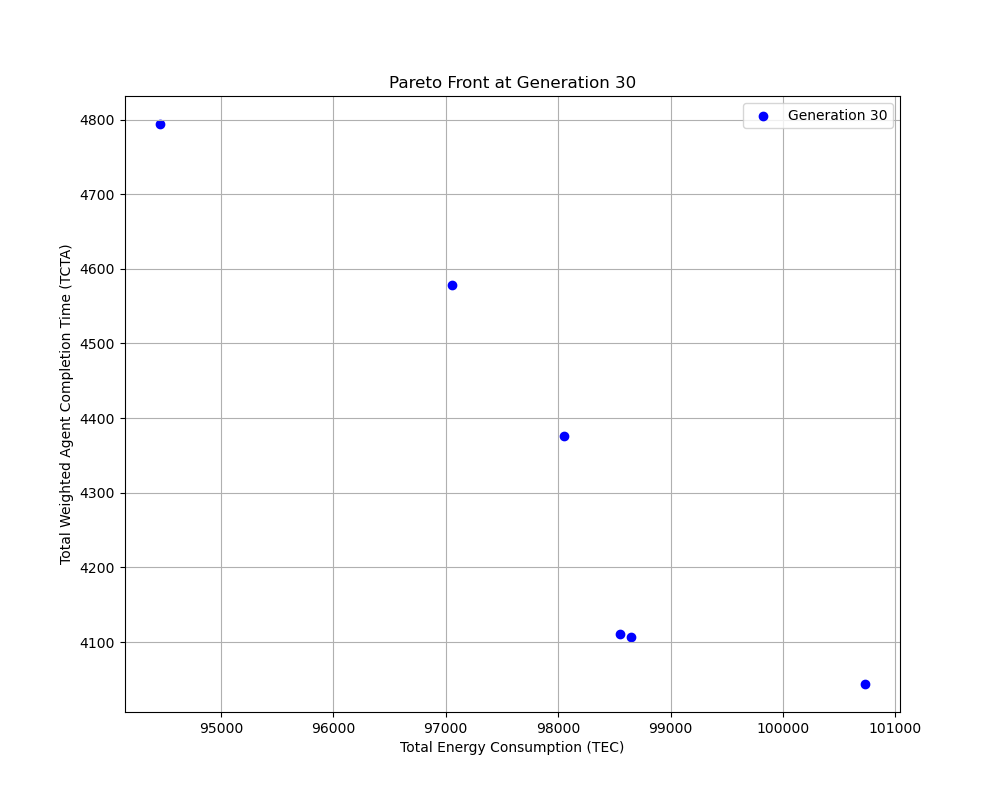 Pareto Front at Generation 30
Generation 30
4800
4700
4600
4500
4400
4300
4200
4100
Total Weighted Agent Completion Time (TCTA)
95000 96000 97000 98000 99000 100000 101000
Total Energy Consumption (TEC)